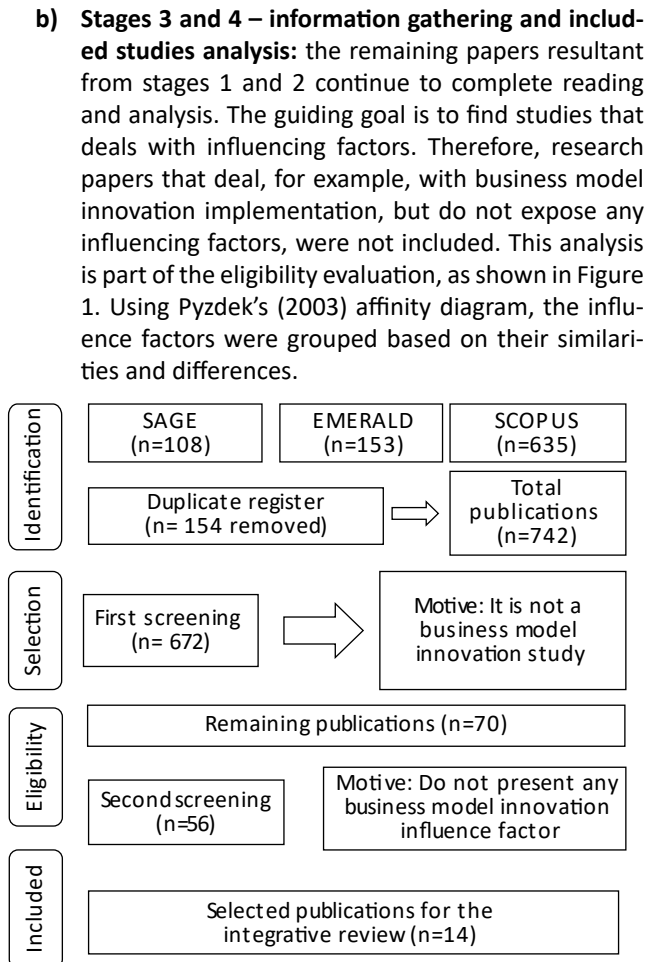 b) Stages 3 and 4 – information gathering and includ-
ed studies analysis: the remaining papers resultant
from stages 1 and 2 continue to complete reading
and analysis. The guiding goal is to find studies that
deals with influencing factors. Therefore, research
papers that deal, for example, with business model
innovation implementation, but do not expose any
influencing factors, were not included. This analysis
is part of the eligibility evaluation, as shown in Figure
1. Using Pyzdek’s (2003) affinity diagram, the influ-
ence factors were grouped based on their similari-
ties and differences.
Identification
SAGE
(n=108)
EMERALD
(n=153)
SCOPUS
(n=635)
Duplicate register
(n= 154 removed)
Total
publications
(n=742)
Selection
First screening
(n= 672)
Motive: It is not a
business model
innovation study
Eligibility
Remaining publications (n=70)
Second screening
(n=56)
Motive: Do not present any
business model innovation
influence factor
Included
Selected publications for the
integrative review (n=14)